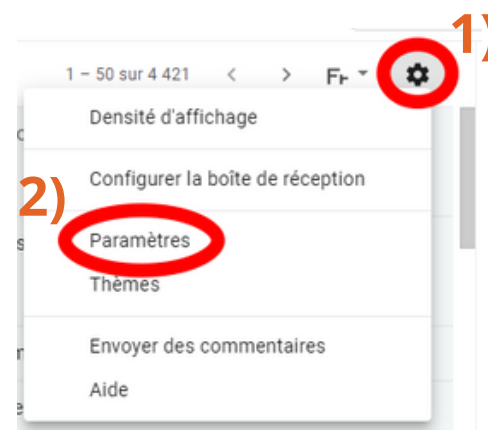 1)
1 – 50 sur 4 421 < > Fr
Densité d'affichage
Configurer la boîte de réception
2)
Paramètres
Thèmes
Envoyer des commentaires
Aide